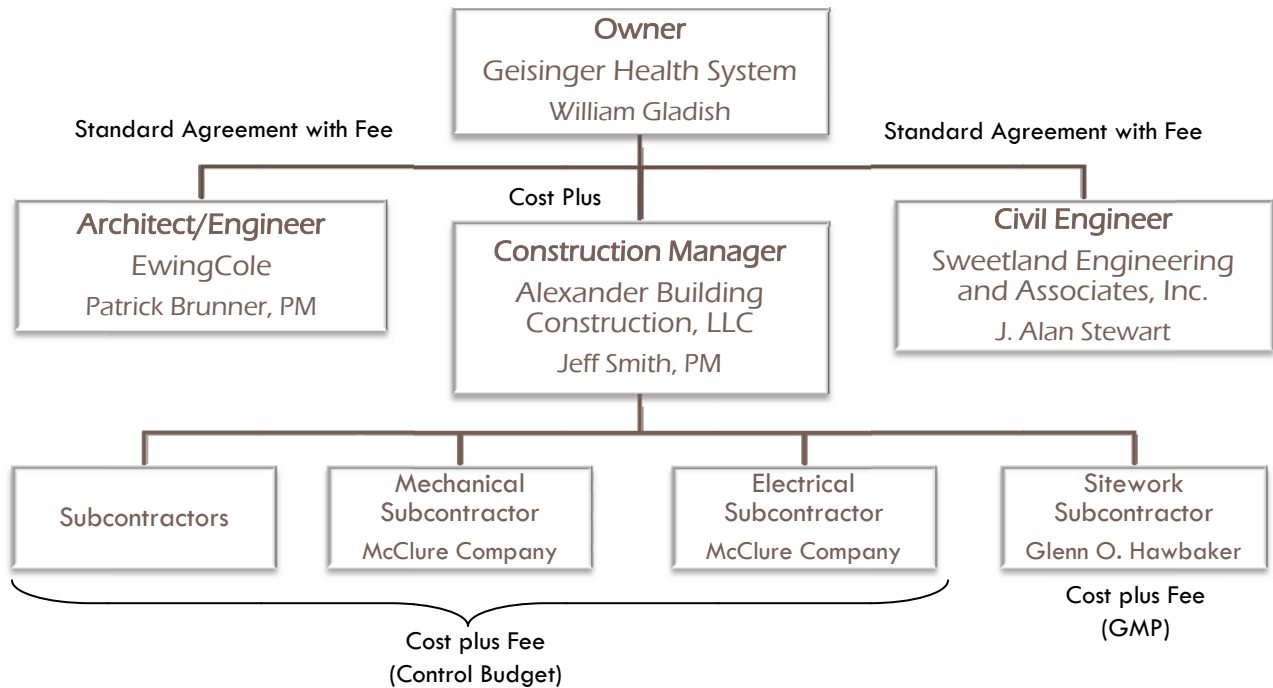 Owner
Geisinger Health System
William Gladish
Standard Agreement with Fee
Standard Agreement with Fee
Cost Plus
Architect/Engineer
EwingCole
Patrick Brunner, PM
Construction Manager
Alexander Building
Construction, LLC
Jeff Smith, PM
Civil Engineer
Sweetland Engineering
and Associates, Inc.
J. Alan Stewart
Subcontractors
Mechanical
Subcontractor
McClure Company
Electrical
Subcontractor
McClure Company
Sitework
Subcontractor
Glenn O. Hawbaker
Cost plus Fee
(Control Budget)
Cost plus Fee
(GMP)